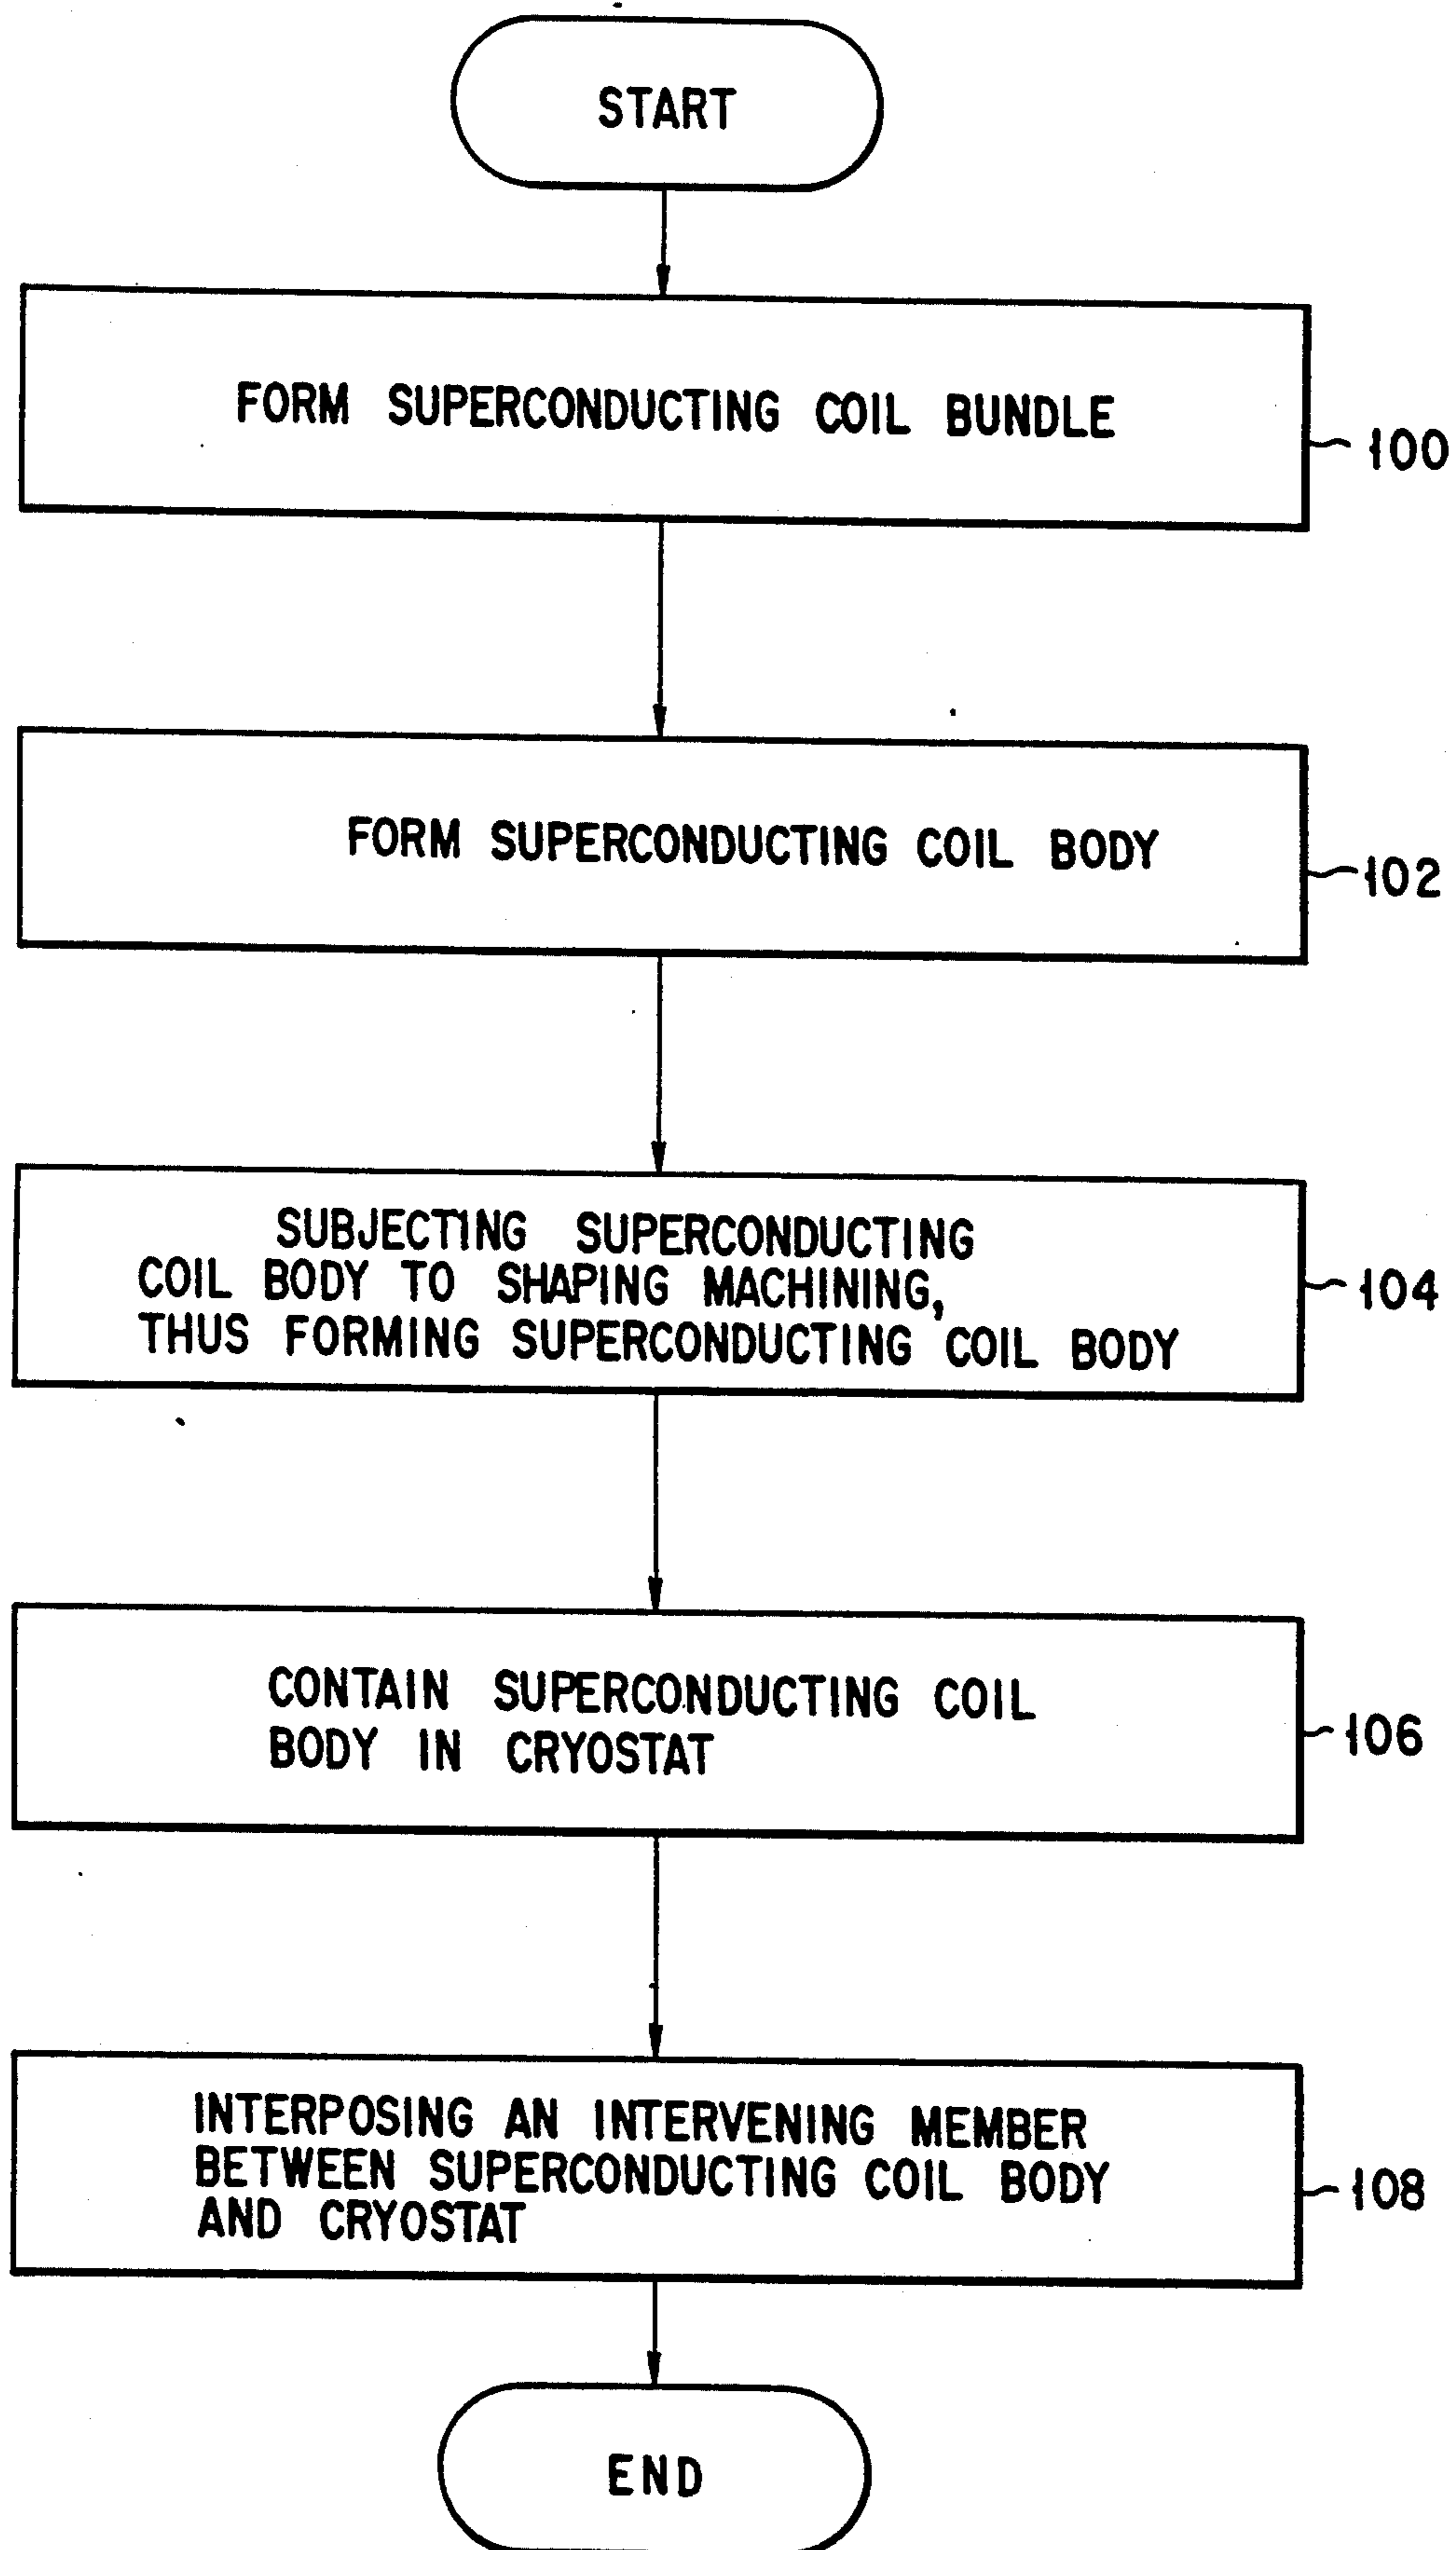 START
FORM SUPERCONDUCTING COIL BUNDLE
100
FORM SUPERCONDUCTING COIL BODY
102
SUBJECTING SUPERCONDUCTING
COIL BODY TO SHAPING MACHINING,
THUS FORMING SUPERCONDUCTING COIL BODY
104
CONTAIN SUPERCONDUCTING COIL
BODY IN CRYOSTAT
106
INTERPOSING AN INTERVENING MEMBER
BETWEEN SUPERCONDUCTING COIL BODY
AND CRYOSTAT
108
END